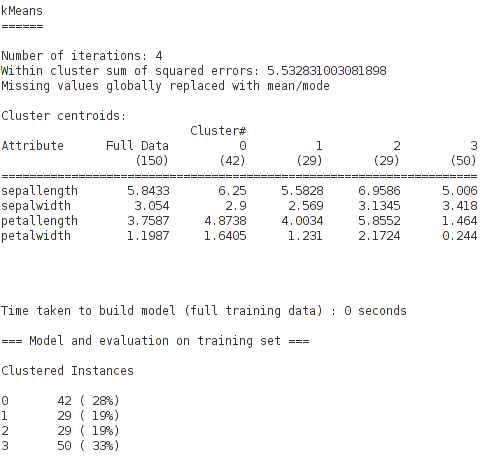 kMeans
======
Number of iterations: 4
Within cluster sum of squared errors: 5.532831003081898
Missing values globally replaced with mean/mode
Cluster centroids:
Cluster#
Attribute Full Data 0 1 2 3
(150) (42) (29) (29) (50)
====================================================================
sepallength 5.8433 6.25 5.5828 6.9586 5.006
sepalwidth 3.054 2.9 2.569 3.1345 3.418
petallength 3.7587 4.8738 4.0034 5.8552 1.464
petalwidth 1.1987 1.6405 1.231 2.1724 0.244
Time taken to build model (full training data) : 0 seconds
=== Model and evaluation on training set ===
Clustered Instances
0 42 ( 28%)
1 29 ( 19%)
2 29 ( 19%)
3 50 ( 33%)